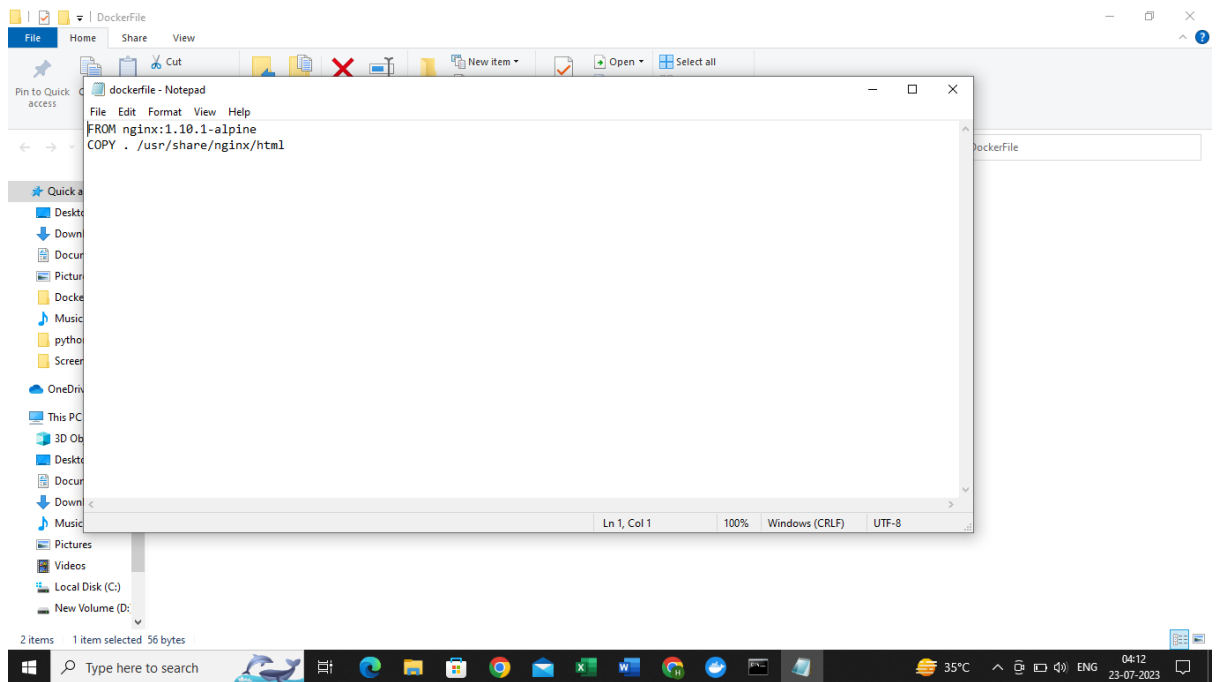 DockerFile
File Home Share View
Pin to Quick access
Cut
New item
Open
Select all
dockerfile - Notepad
File Edit Format View Help
FROM nginx:1.10.1-alpine
COPY . /usr/share/nginx/html
DockerFile
Quick a
Deskto
Down
Docum
Pictur
Docke
Music
pytho
Screen
OneDriv
This PC
3D Ob
Deskto
Docum
Down
Music
Pictures
Videos
Local Disk (C:)
New Volume (D:
Ln 1, Col 1 100% Windows (CRLF) UTF-8
2 items 1 item selected 56 bytes
Type here to search
35°C
ENG
04:12
23-07-2023